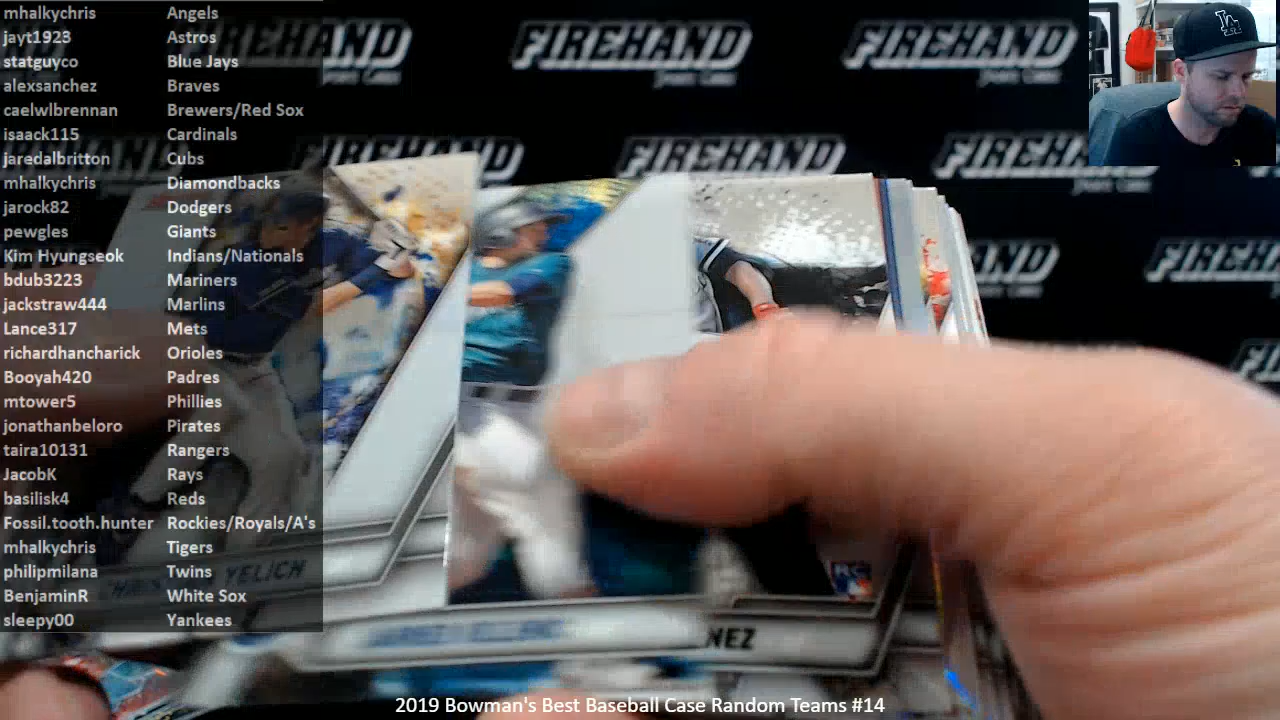 mhalkychris Angels
jayt1923 Astros
statguyco Blue Jays
alexsanchez Braves
caelwlbrennan Brewers/Red Sox
isaack115 Cardinals
jaredalbritton Cubs
mhalkychris Diamondbacks
jarock82 Dodgers
pewgles Giants
Kim Hyungseok Indians/Nationals
bdub3223 Mariners
jackstraw444 Marlins
Lance317 Mets
richardhancharick Orioles
Booyah420 Padres
mtower5 Phillies
jonathanbeloro Pirates
taira10131 Rangers
JacobK Rays
basilisk4 Reds
Fossil.tooth.hunter Rockies/Royals/A's
mhalkychris Tigers
philipmilana Twins
BenjaminR White Sox
sleepy00 Yankees
FIREHAND FIREHAND FIREHAND
FIREHAND FIREHAND
LA
RC
YELICH
NEZ
2019 Bowman's Best Baseball Case Random Teams #14